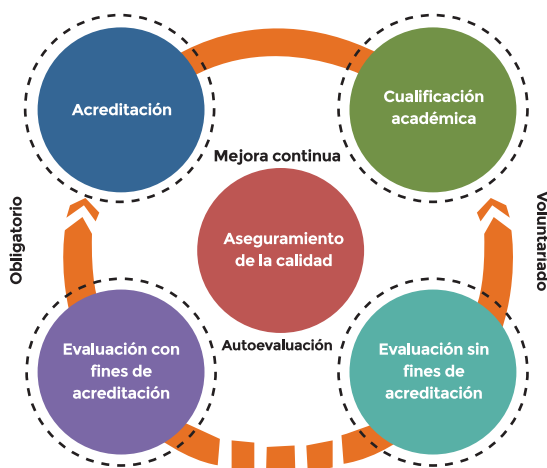 Acreditación
Cualificación
académica
Mejora continua
Obligatorio
Aseguramiento
de la calidad
Voluntariado
Autoevaluación
Evaluación con
fines de
acreditación
Evaluación sin
fines de
acreditación